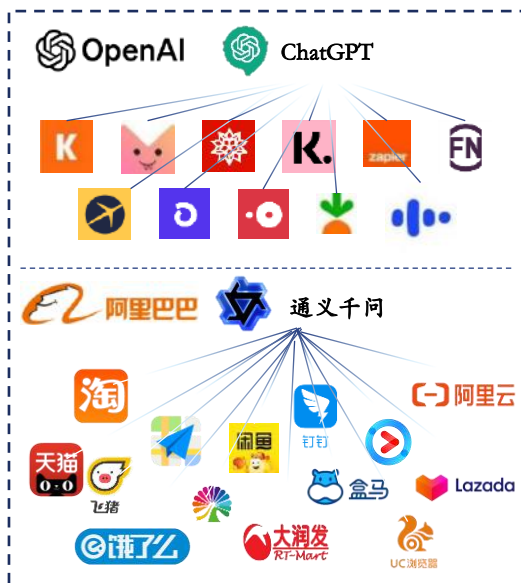 OpenAI ChatGPT
K K. zapier FN
阿里巴巴 通义千问
淘 钉钉 阿里云
天猫 飞猪 闲鱼 盒马 Lazada
饿了么 大润发 RT-Mart UC浏览器